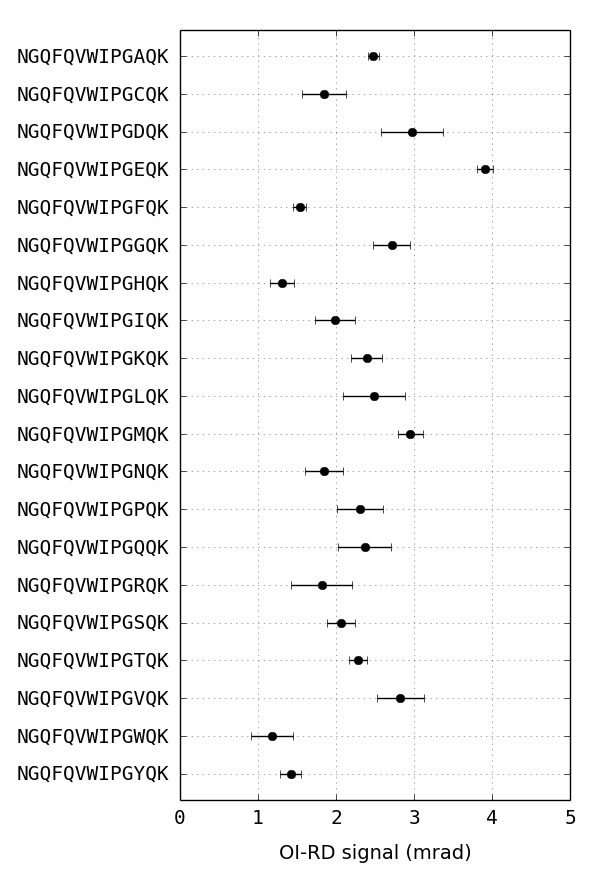 NGQFQVWIPGAQK
NGQFQVWIPGCQK
NGQFQVWIPGDQK
NGQFQVWIPGEQK
NGQFQVWIPGFQK
NGQFQVWIPGGQK
NGQFQVWIPGHQK
NGQFQVWIPGIQK
NGQFQVWIPGKQK
NGQFQVWIPGLQK
NGQFQVWIPGMQK
NGQFQVWIPGNQK
NGQFQVWIPGPQK
NGQFQVWIPGQQK
NGQFQVWIPGRQK
NGQFQVWIPGSQK
NGQFQVWIPGTQK
NGQFQVWIPGVQK
NGQFQVWIPGWQK
NGQFQVWIPGYQK
0 1 2 3 4 5
OI-RD signal (mrad)